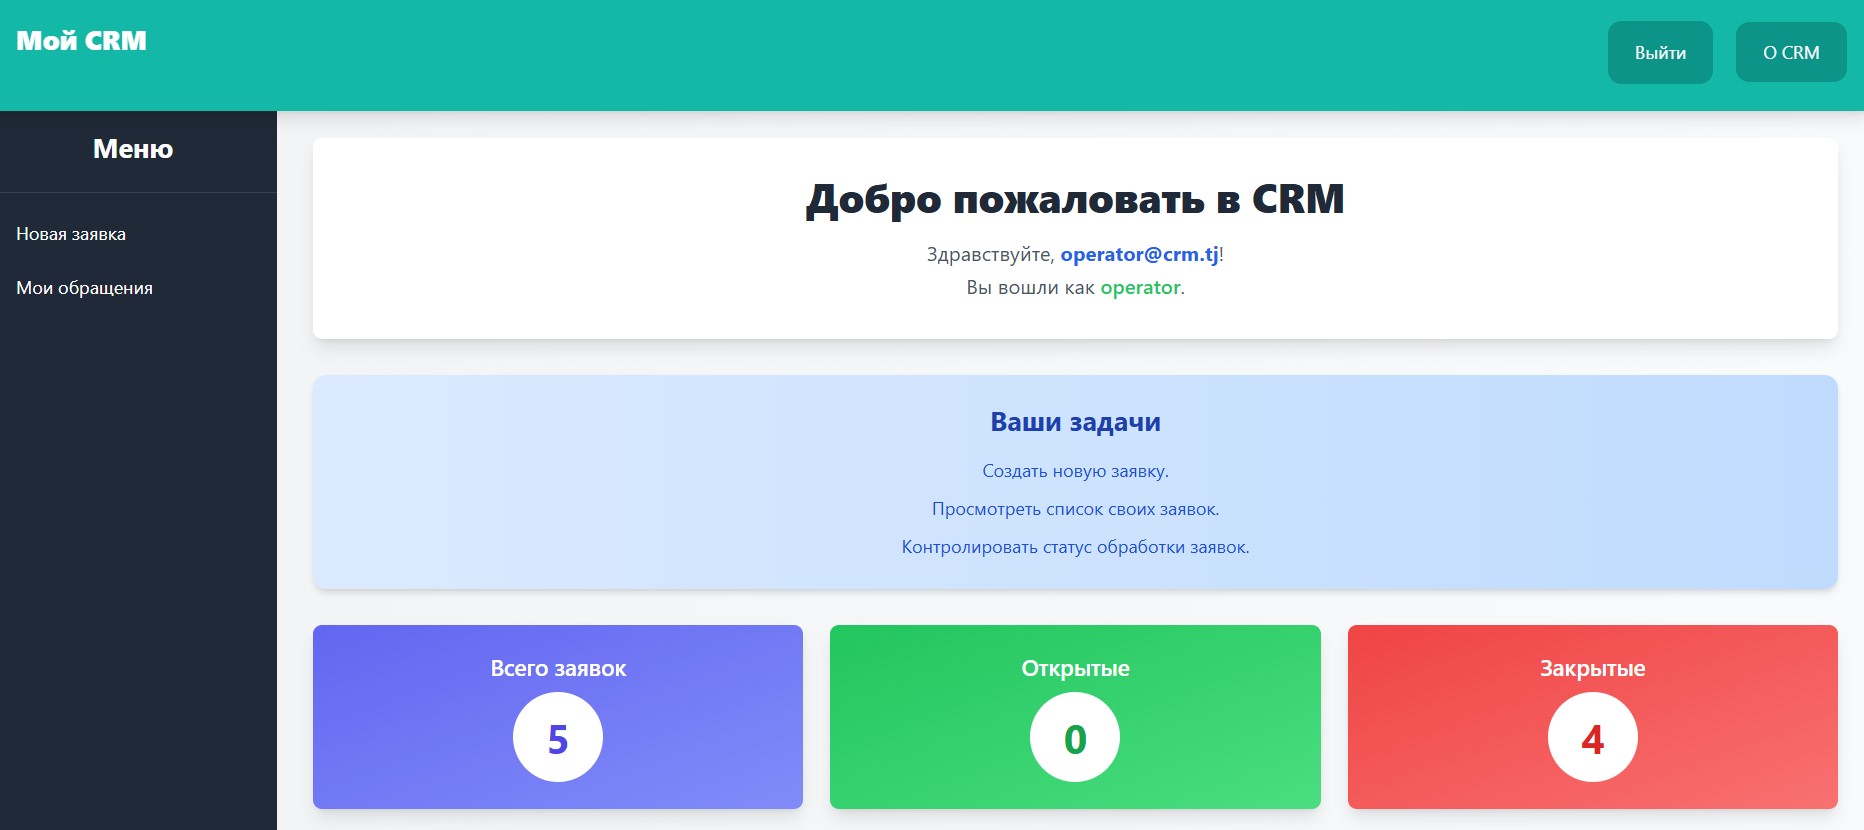 Мой CRM
Выйти
О CRM
Меню
Новая заявка
Мои обращения
Добро пожаловать в CRM
Здравствуйте, operator@crm.tj!
Вы вошли как operator.
Ваши задачи
Создать новую заявку.
Просмотреть список своих заявок.
Контролировать статус обработки заявок.
Всего заявок
5
Открытые
0
Закрытые
4